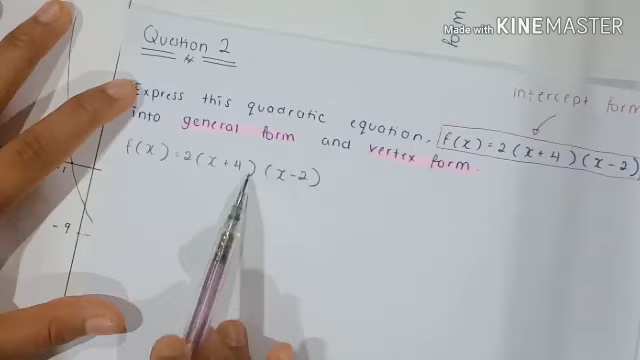 form
Made with KINEMASTER
Question 2
intercept form
Express this quadratic equation. f(x) = 2(x+4)(x-2)
into general form and vertex form.
f(x) = 2(x+4)(x-2)
-9